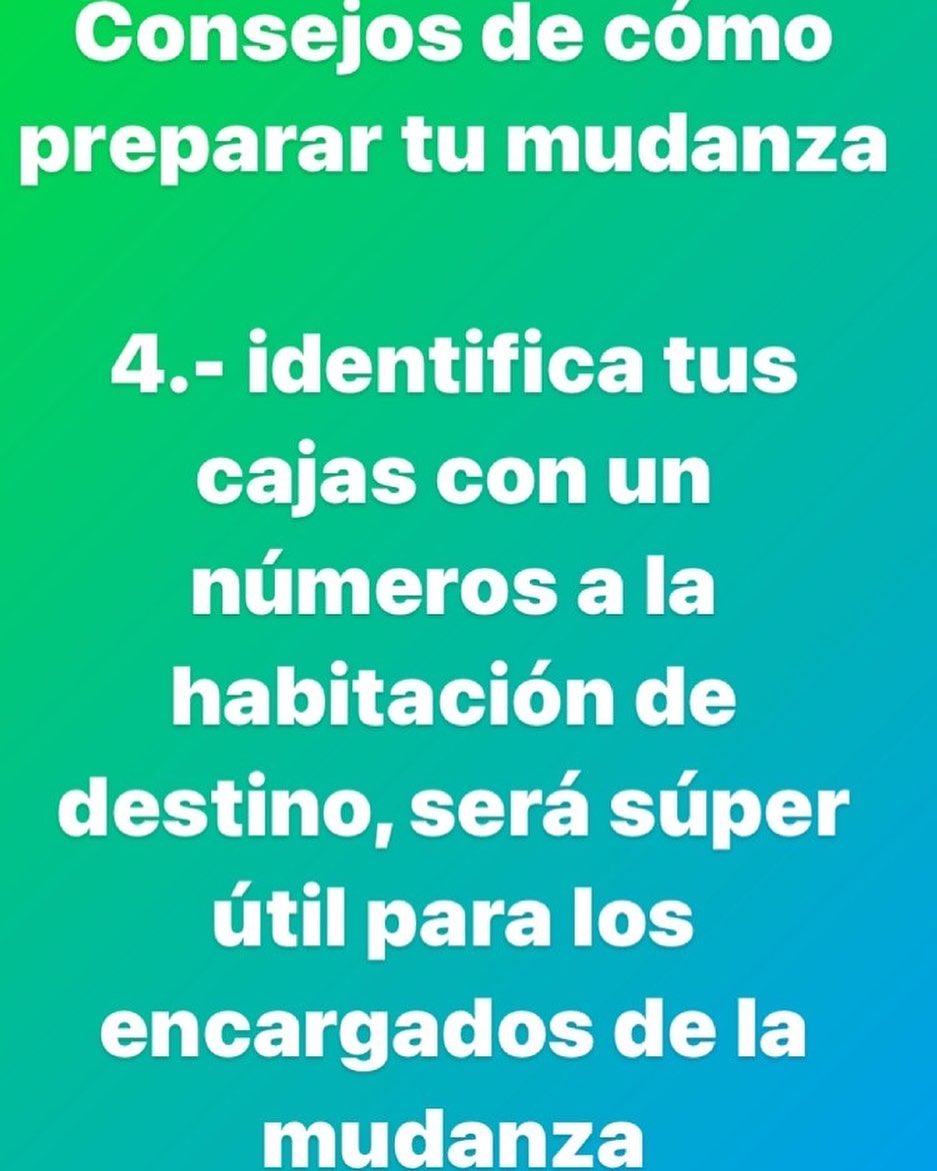 Consejos de cómo
preparar tu mudanza
4.- identifica tus
cajas con un
números a la
habitación de
destino, será súper
útil para los
encargados de la
mudanza